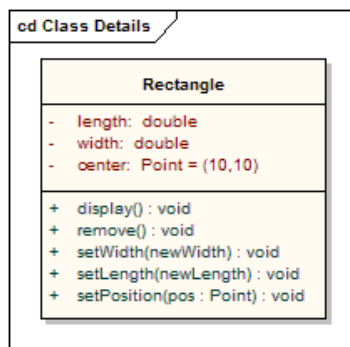 cd Class Details
Rectangle
- length: double
- width: double
- center: Point = (10,10)
+ display() : void
+ remove() : void
+ setWidth(newWidth) : void
+ setLength(newLength) : void
+ setPosition(pos : Point) : void